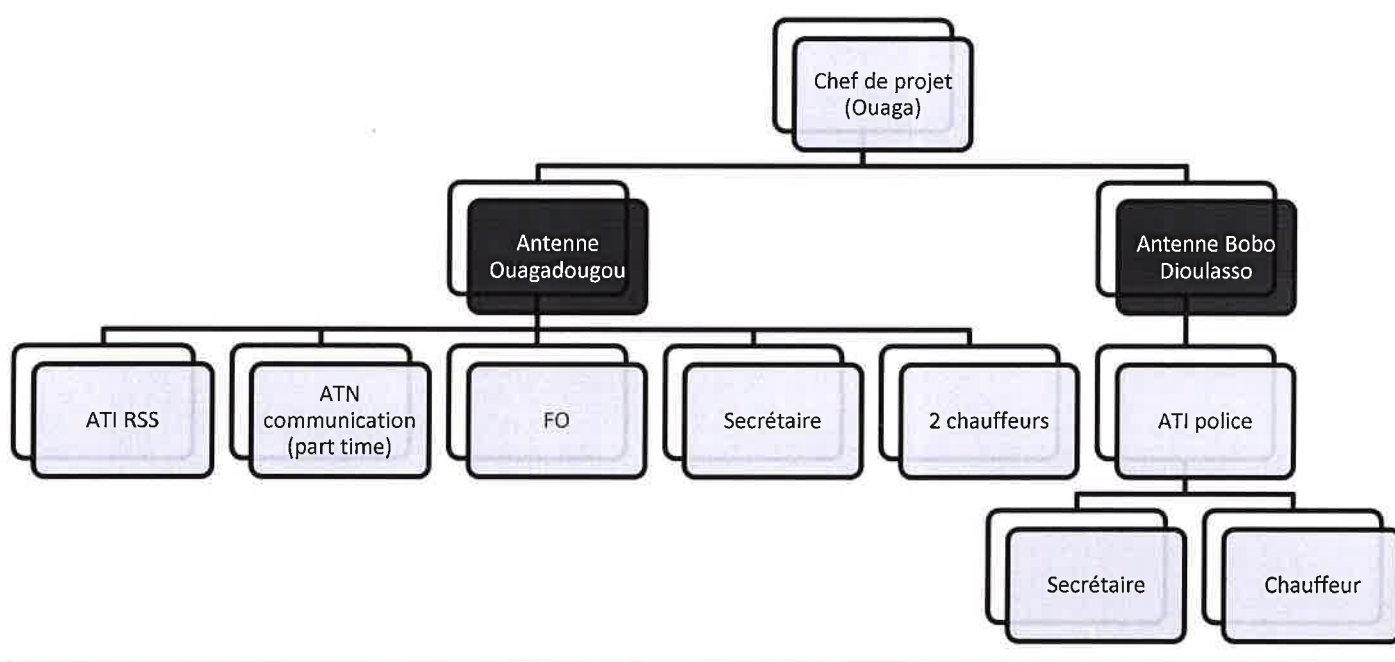 Chef de projet
(Ouaga)
Antenne
Ouagadougou
Antenne Bobo
Dioulasso
ATI RSS
ATN
communication
(part time)
FO
Secrétaire
2 chauffeurs
ATI police
Secrétaire
Chauffeur